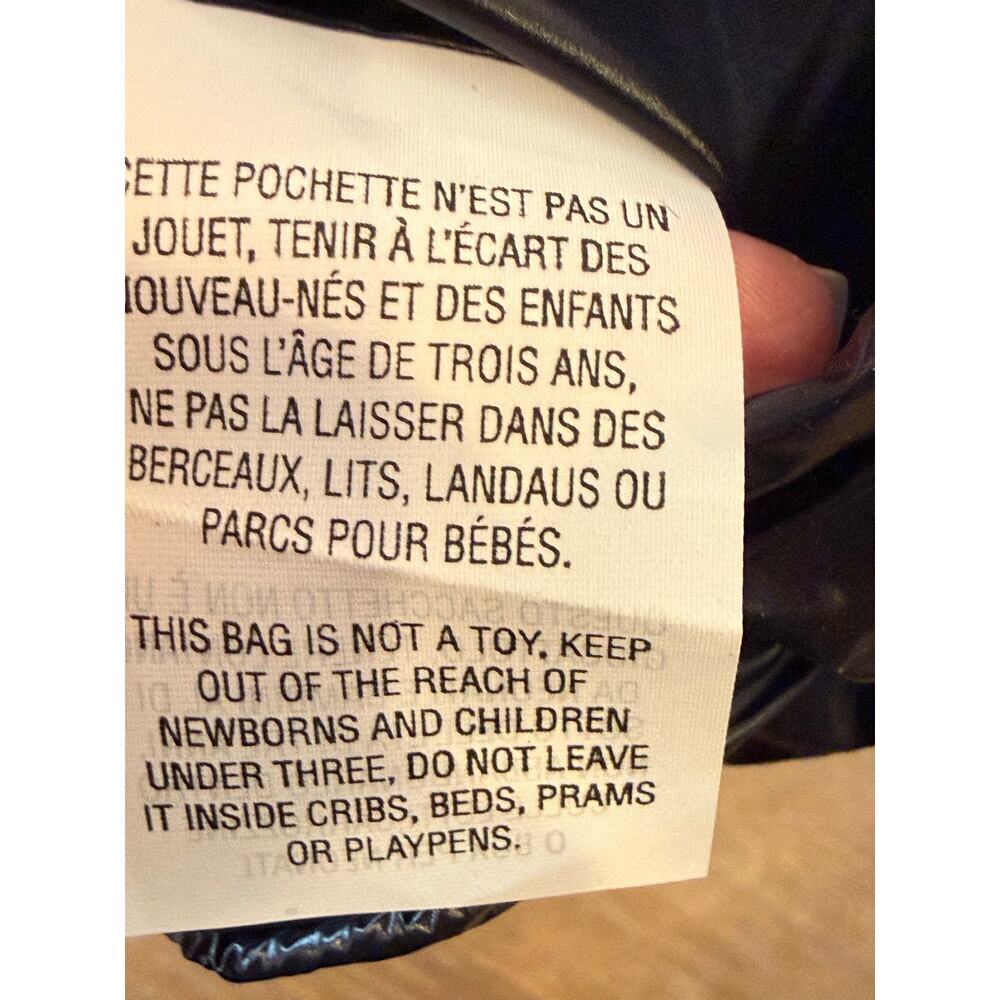 CETTE POCHETTE N'EST PAS UN
JOUET, TENIR À L'ÉCART DES
NOUVEAU-NÉS ET DES ENFANTS
SOUS L'ÂGE DE TROIS ANS,
NE PAS LA LAISSER DANS DES
BERCEAUX, LITS, LANDAUS OU
PARCS POUR BÉBÉS.
THIS BAG IS NOT A TOY, KEEP
OUT OF THE REACH OF
NEWBORNS AND CHILDREN
UNDER THREE, DO NOT LEAVE
IT INSIDE CRIBS, BEDS, PRAMS
OR PLAYPENS.